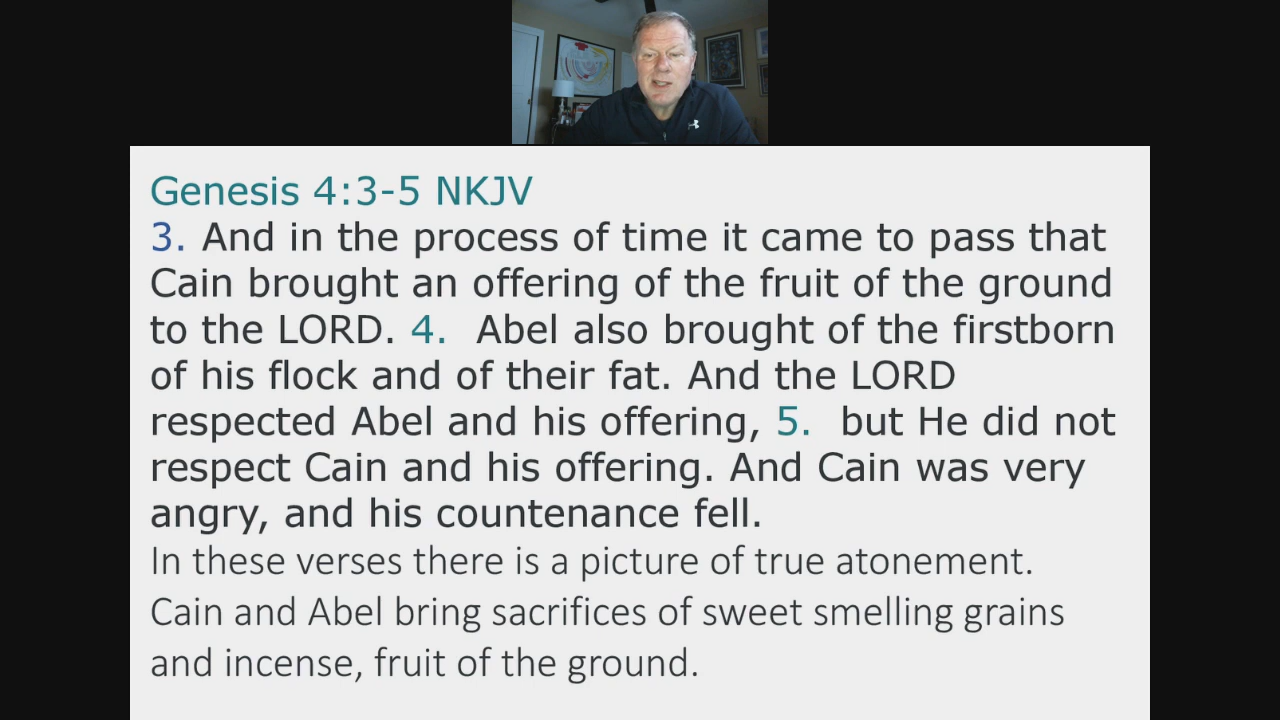 Genesis 4:3-5 NKJV
3. And in the process of time it came to pass that
Cain brought an offering of the fruit of the ground
to the LORD. 4. Abel also brought of the firstborn
of his flock and of their fat. And the LORD
respected Abel and his offering, 5. but He did not
respect Cain and his offering. And Cain was very
angry, and his countenance fell.
In these verses there is a picture of true atonement.
Cain and Abel bring sacrifices of sweet smelling grains
and incense, fruit of the ground.